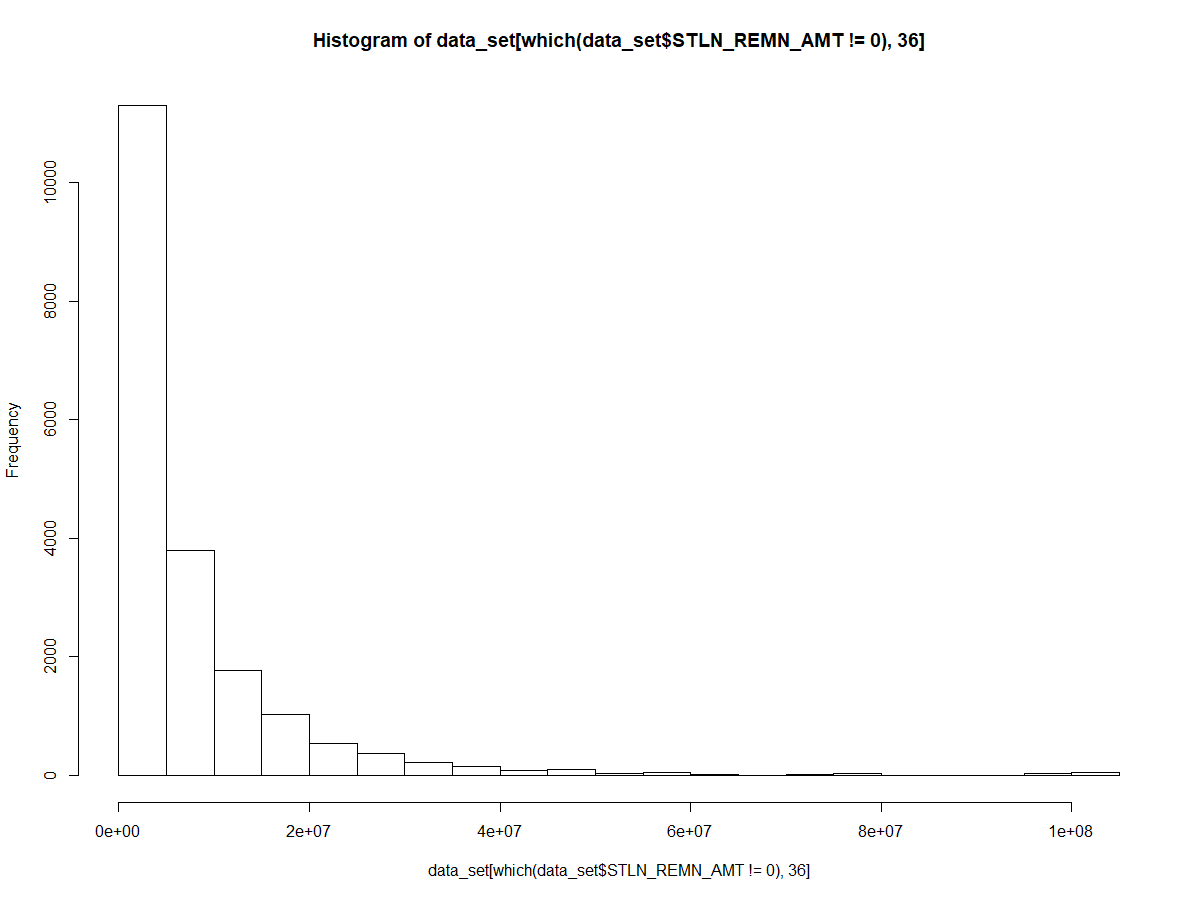 Histogram of data_set[which(data_set$STLN_REMN_AMT != 0), 36]
Frequency
10000
8000
6000
4000
2000
0
0e+00 2e+07 4e+07 6e+07 8e+07 1e+08
data_set[which(data_set$STLN_REMN_AMT != 0), 36]